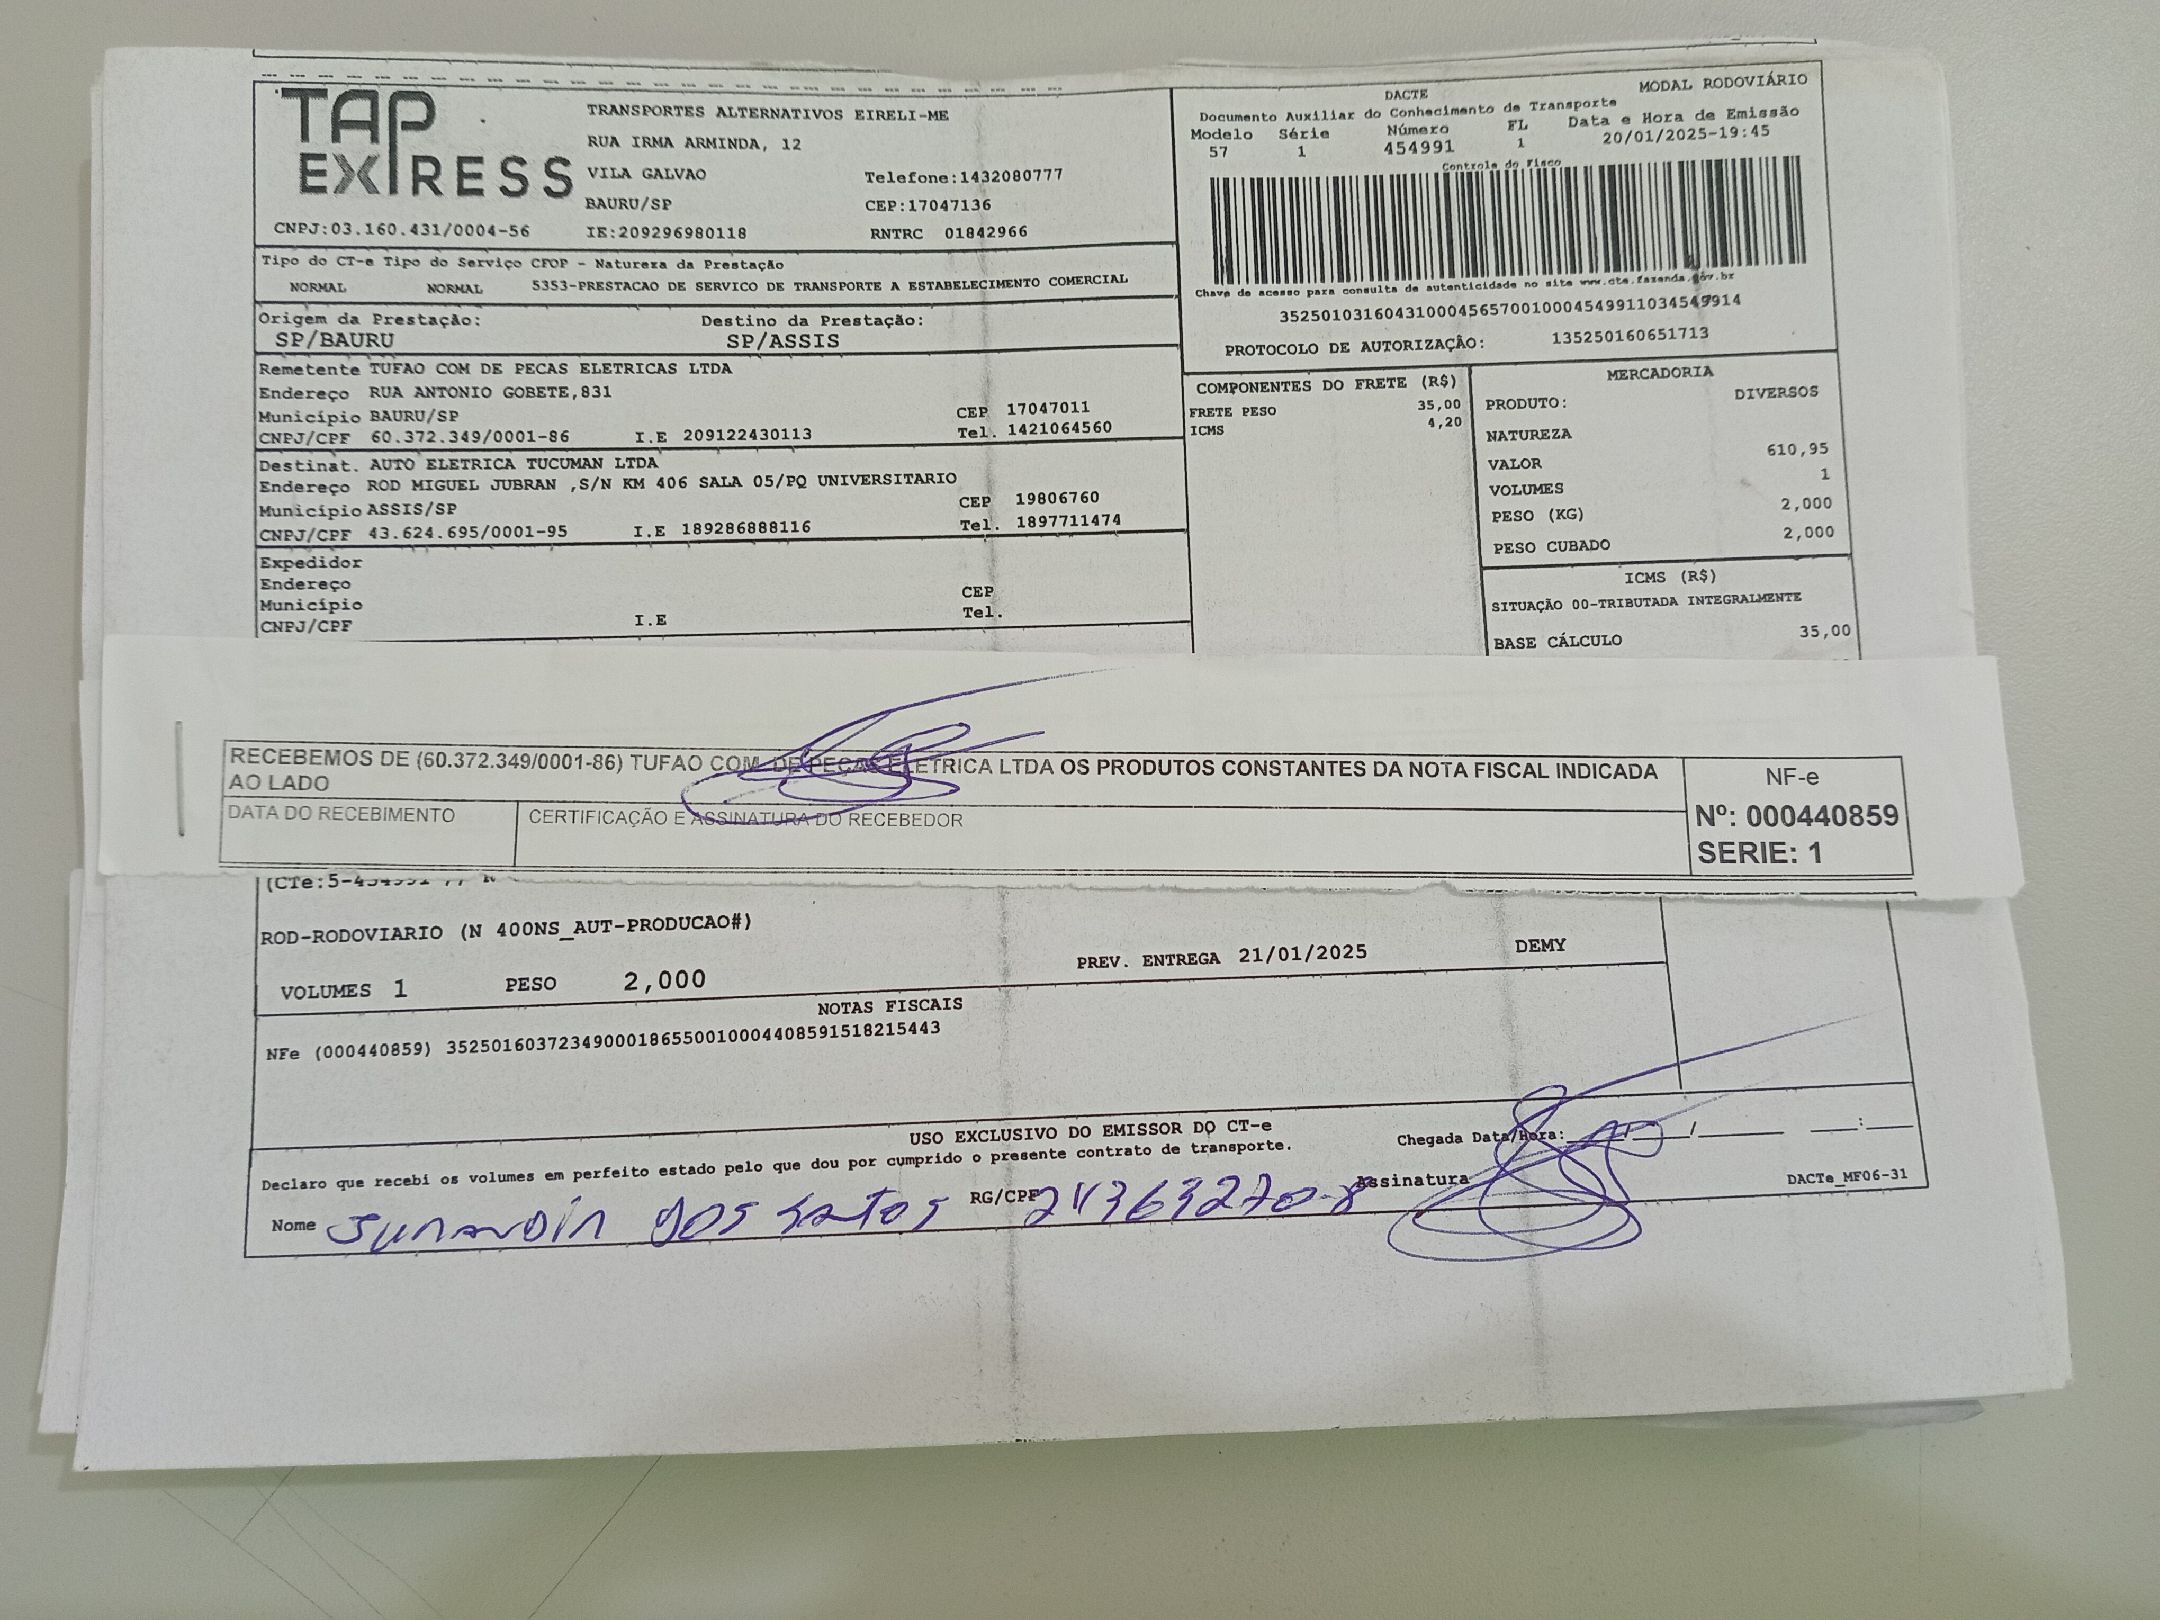 TAP EXPRESS
TRANSPORTES ALTERNATIVOS EIRELI-ME
RUA IRMA ARMINDA, 12
VILA GALVAO Telefone:1432080777
BAURU/SP CEP:17047136
CNPJ:03.160.431/0004-56 IE:209296980118 RNTRC 01842966
DACTE MODAL RODOVIÁRIO
Documento Auxiliar do Conhecimento de Transporte
Modelo Série Número FL Data e Hora de Emissão
57 1 454991 1 20/01/2025-19:45
Controle do Fisco
Chave de acesso para consulta de autenticidade no site www.cte.fazenda.gov.br
35250103160431000456570010004549911034549914
PROTOCOLO DE AUTORIZAÇÃO: 135250160651713
Tipo do CT-e Tipo do Serviço CFOP - Natureza da Prestação
NORMAL NORMAL 5353-PRESTACAO DE SERVICO DE TRANSPORTE A ESTABELECIMENTO COMERCIAL
Origem da Prestação: Destino da Prestação:
SP/BAURU SP/ASSIS
Remetente TUFAO COM DE PECAS ELETRICAS LTDA
Endereço RUA ANTONIO GOBETE,831
Município BAURU/SP CEP 17047011
CNPJ/CPF 60.372.349/0001-86 I.E 209122430113 Tel. 1421064560
Destinat. AUTO ELETRICA TUCUMAN LTDA
Endereço ROD MIGUEL JUBRAN ,S/N KM 406 SALA 05/PQ UNIVERSITARIO
Município ASSIS/SP CEP 19806760
CNPJ/CPF 43.624.695/0001-95 I.E 189286888116 Tel. 1897711474
Expedidor
Endereço
Município CEP
CNPJ/CPF I.E Tel.
COMPONENTES DO FRETE (R$)
FRETE PESO 35,00
ICMS 4,20
MERCADORIA
PRODUTO: DIVERSOS
NATUREZA
VALOR 610,95
VOLUMES 1
PESO (KG) 2,000
PESO CUBADO 2,000
ICMS (R$)
SITUAÇÃO 00-TRIBUTADA INTEGRALMENTE
BASE CÁLCULO 35,00
RECEBEMOS DE (60.372.349/0001-86) TUFAO COM. DE PEÇAS ELETRICA LTDA OS PRODUTOS CONSTANTES DA NOTA FISCAL INDICADA
AO LADO
DATA DO RECEBIMENTO CERTIFICAÇÃO E ASSINATURA DO RECEBEDOR
NF-e
Nº: 000440859
SERIE: 1
(CTe:5-454991
ROD-RODOVIARIO (N 400NS_AUT-PRODUCAO#)
VOLUMES 1 PESO 2,000 PREV. ENTREGA 21/01/2025 DEMY
NOTAS FISCAIS
NFe (000440859) 35250160372349000186550010004408591518215443
USO EXCLUSIVO DO EMISSOR DO CT-e
Declaro que recebi os volumes em perfeito estado pelo que dou por cumprido o presente contrato de transporte.
Chegada Data/Hora: / / :
Nome dos Santos RG/CPF 24363270-8 Assinatura DACTe_MF06-31